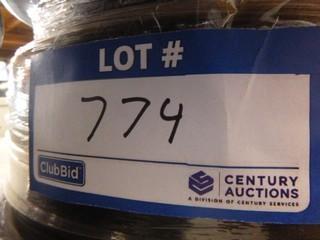 LOT #
774
ClubBid
CENTURY
AUCTIONS
A DIVISION OF CENTURY SERVICES